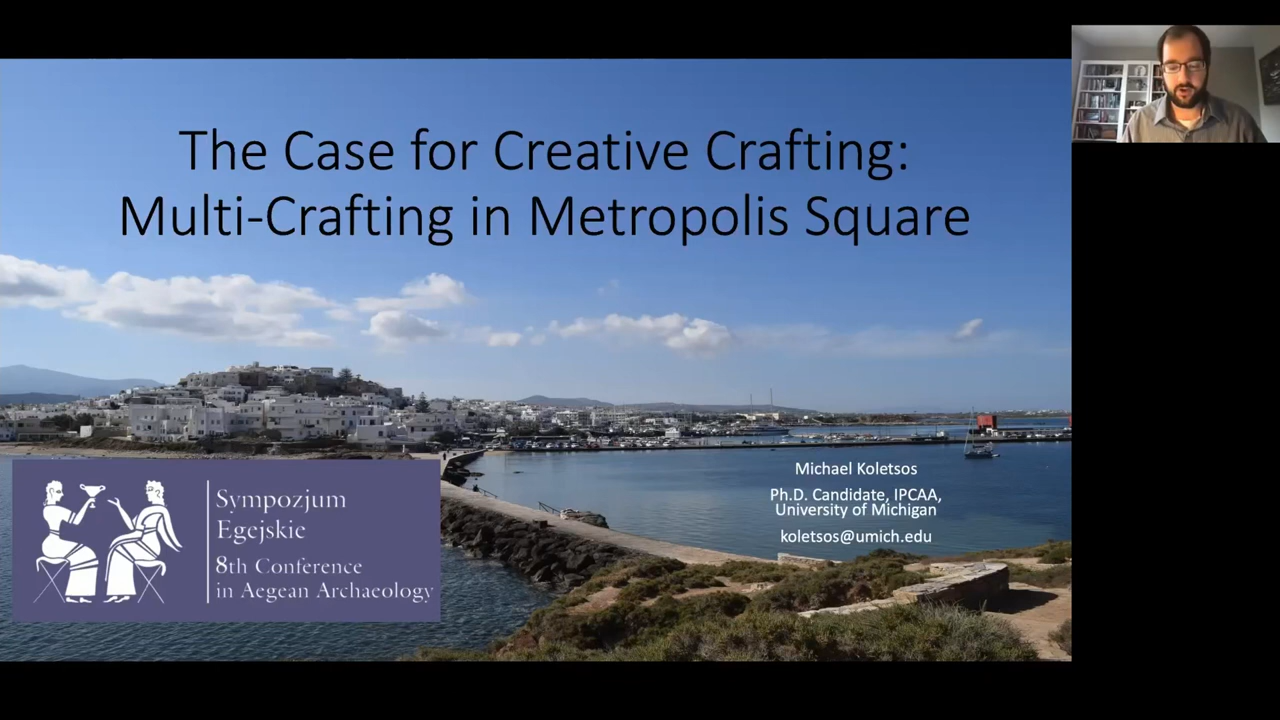 The Case for Creative Crafting:
Multi-Crafting in Metropolis Square
Michael Koletsos
Ph.D. Candidate, IPCAA,
University of Michigan
koletsos@umich.edu
Sympozjum
Egejskie
8th Conference
in Aegean Archaeology